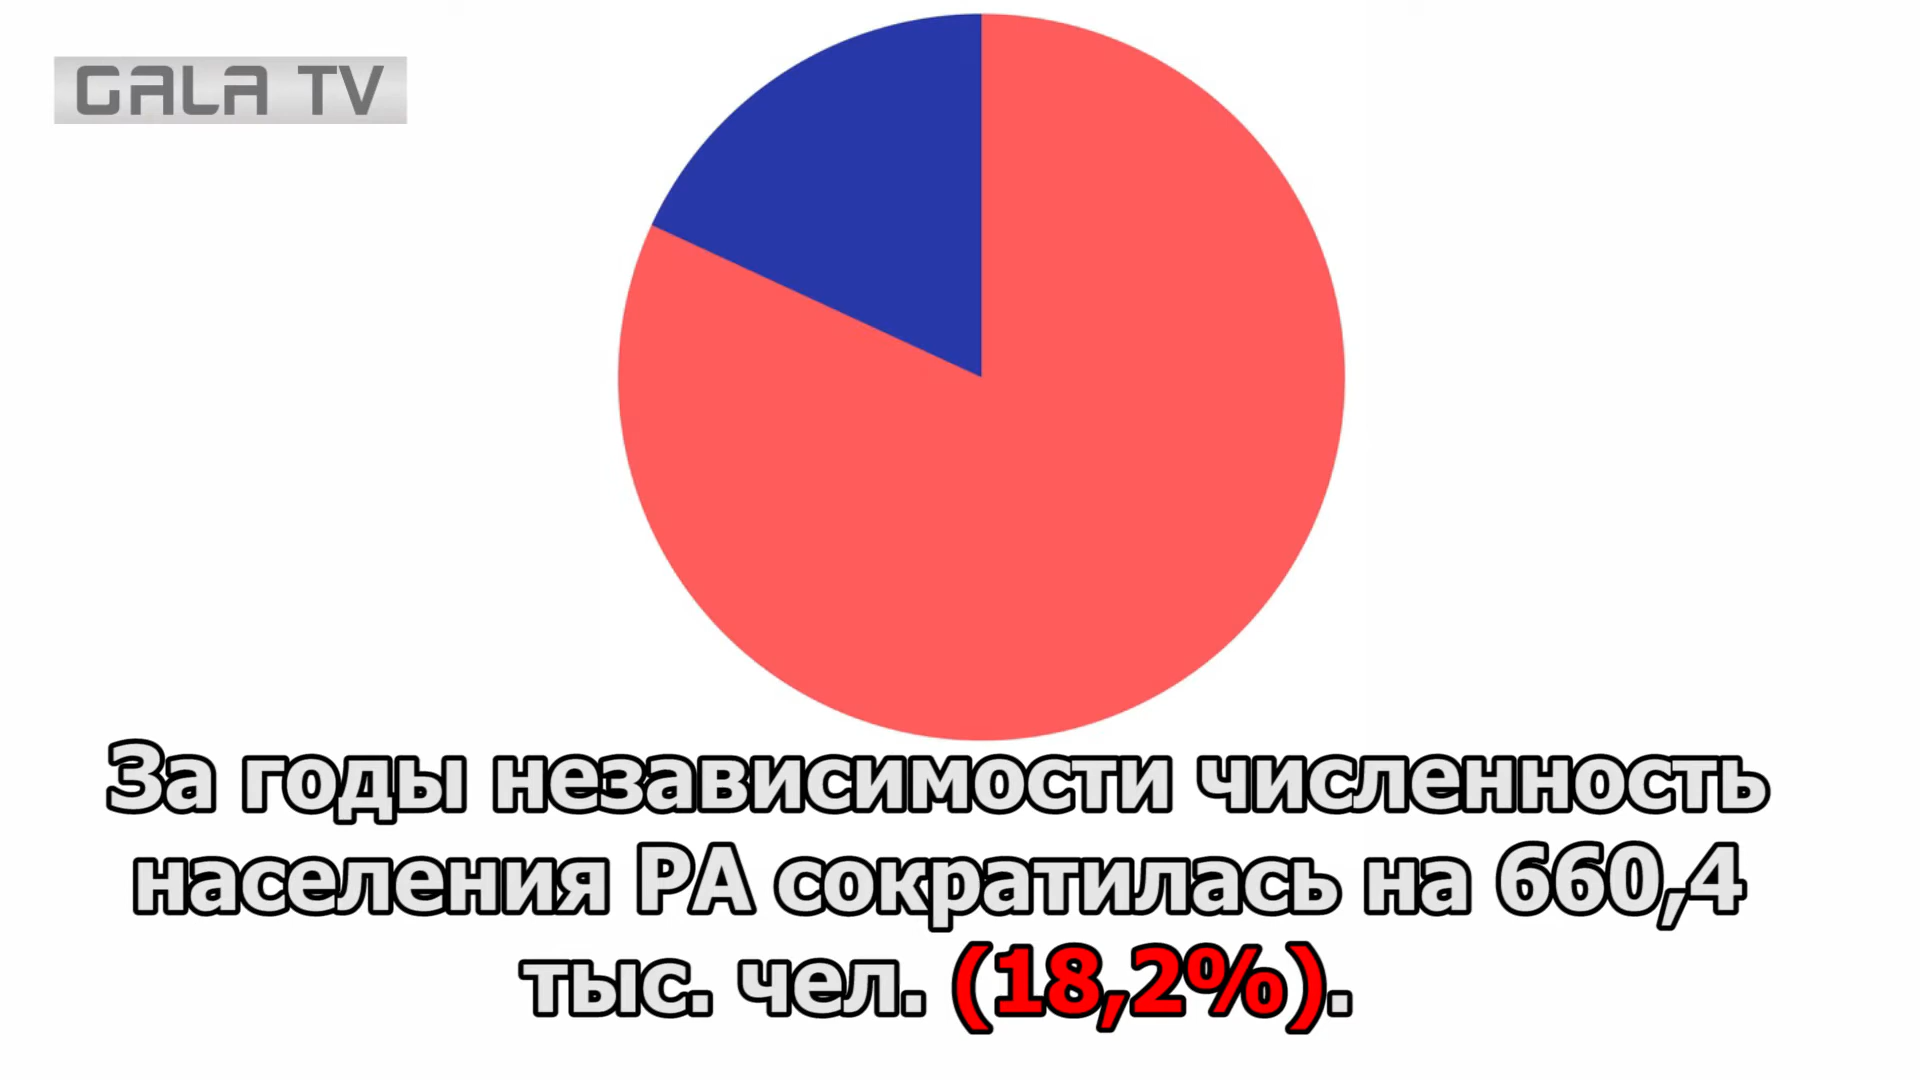 GALA TV
За годы независимости численность
населения РА сократилась на 660,4
тыс. чел. (18,2%).